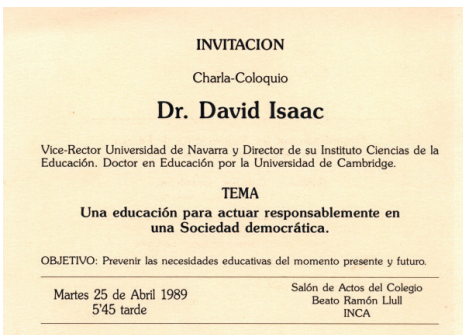 INVITACION
Charla-Coloquio
Dr. David Isaac
Vice-Rector Universidad de Navarra y Director de su Instituto Ciencias de la
Educación. Doctor en Educación por la Universidad de Cambridge.
TEMA
Una educación para actuar responsablemente en
una Sociedad democrática.
OBJETIVO: Prevenir las necesidades educativas del momento presente y futuro.
Martes 25 de Abril 1989
5'45 tarde
Salón de Actos del Colegio
Beato Ramón Llull
INCA